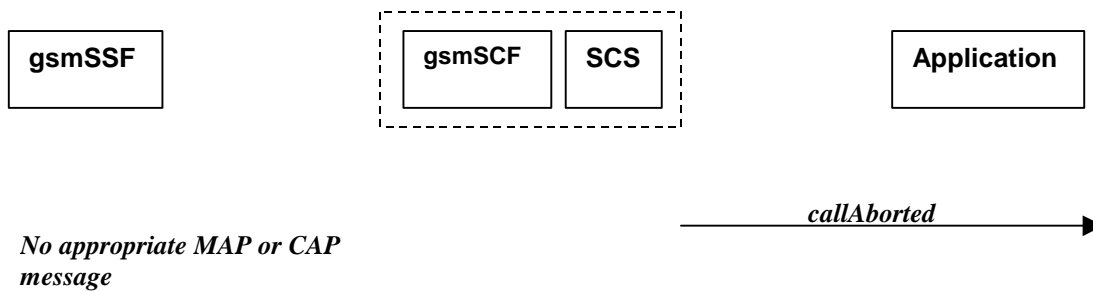 gsmSSF
gsmSCF
SCS
Application
callAborted
No appropriate MAP or CAP
message